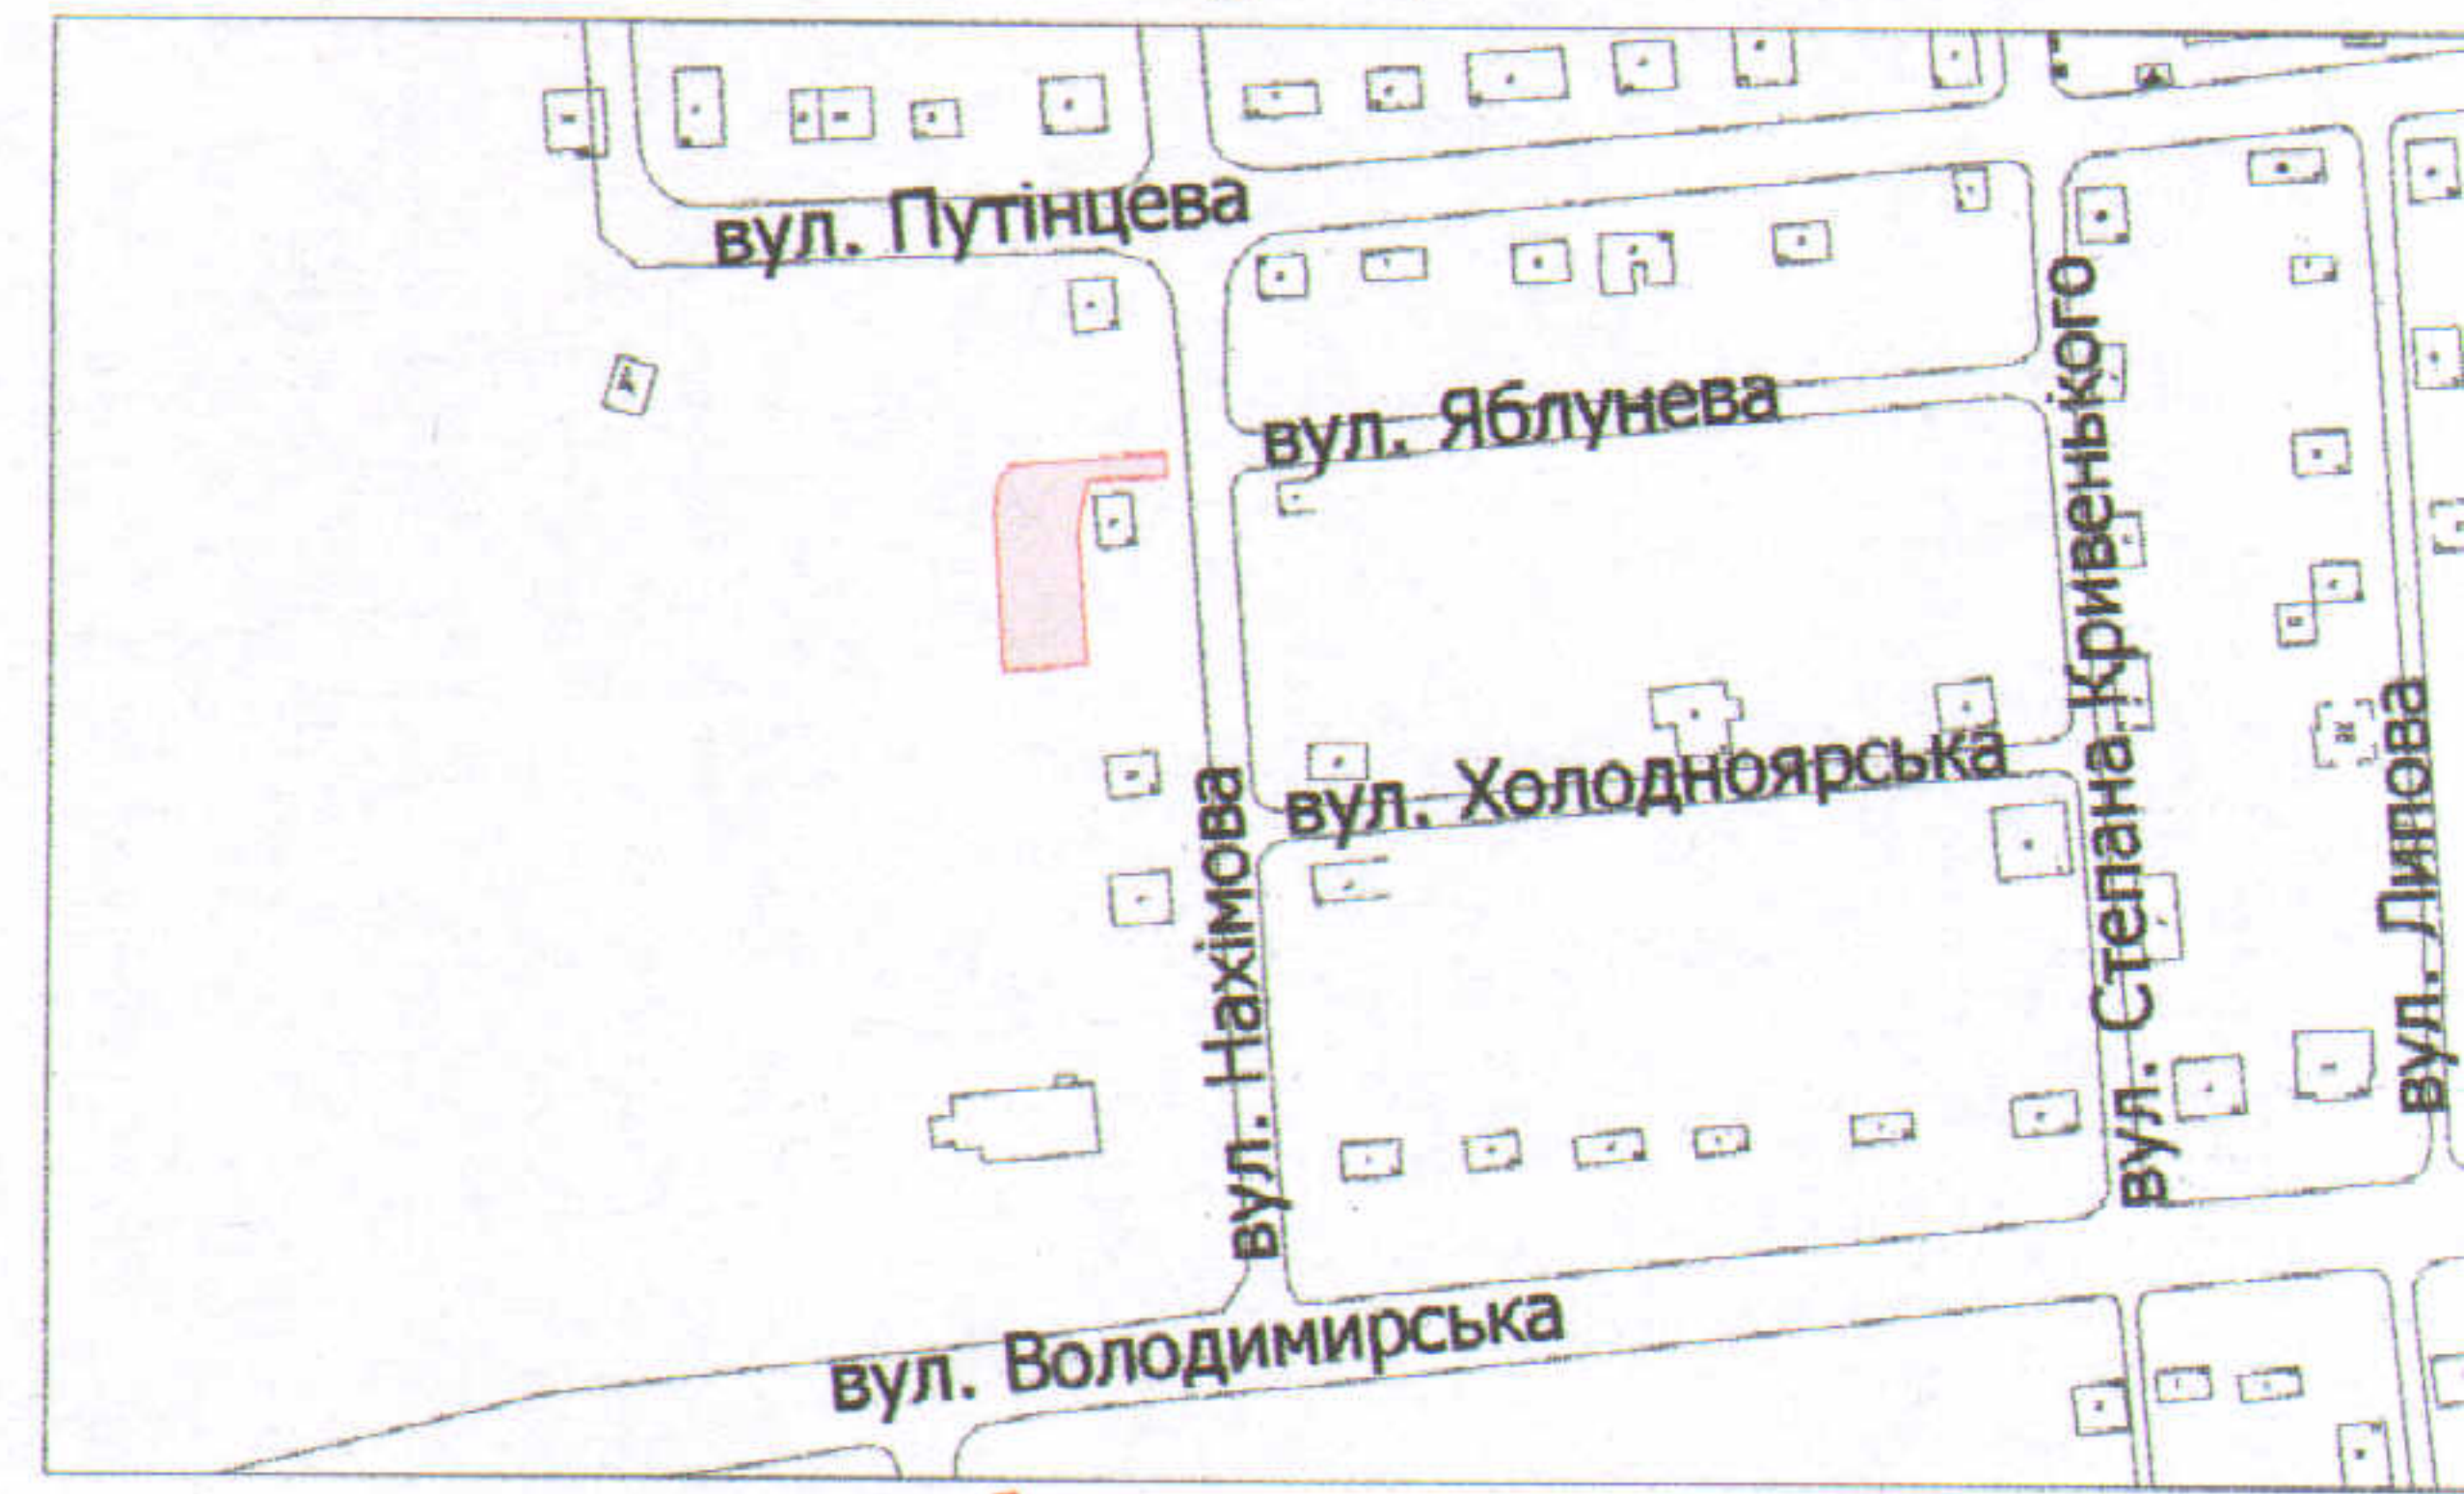 вул. Путінцева
вул. Яблунева
вул. Степана Кривенького
вул. Холодноярська
вул. Нахімова
вул. Липова
вул. Володимирська